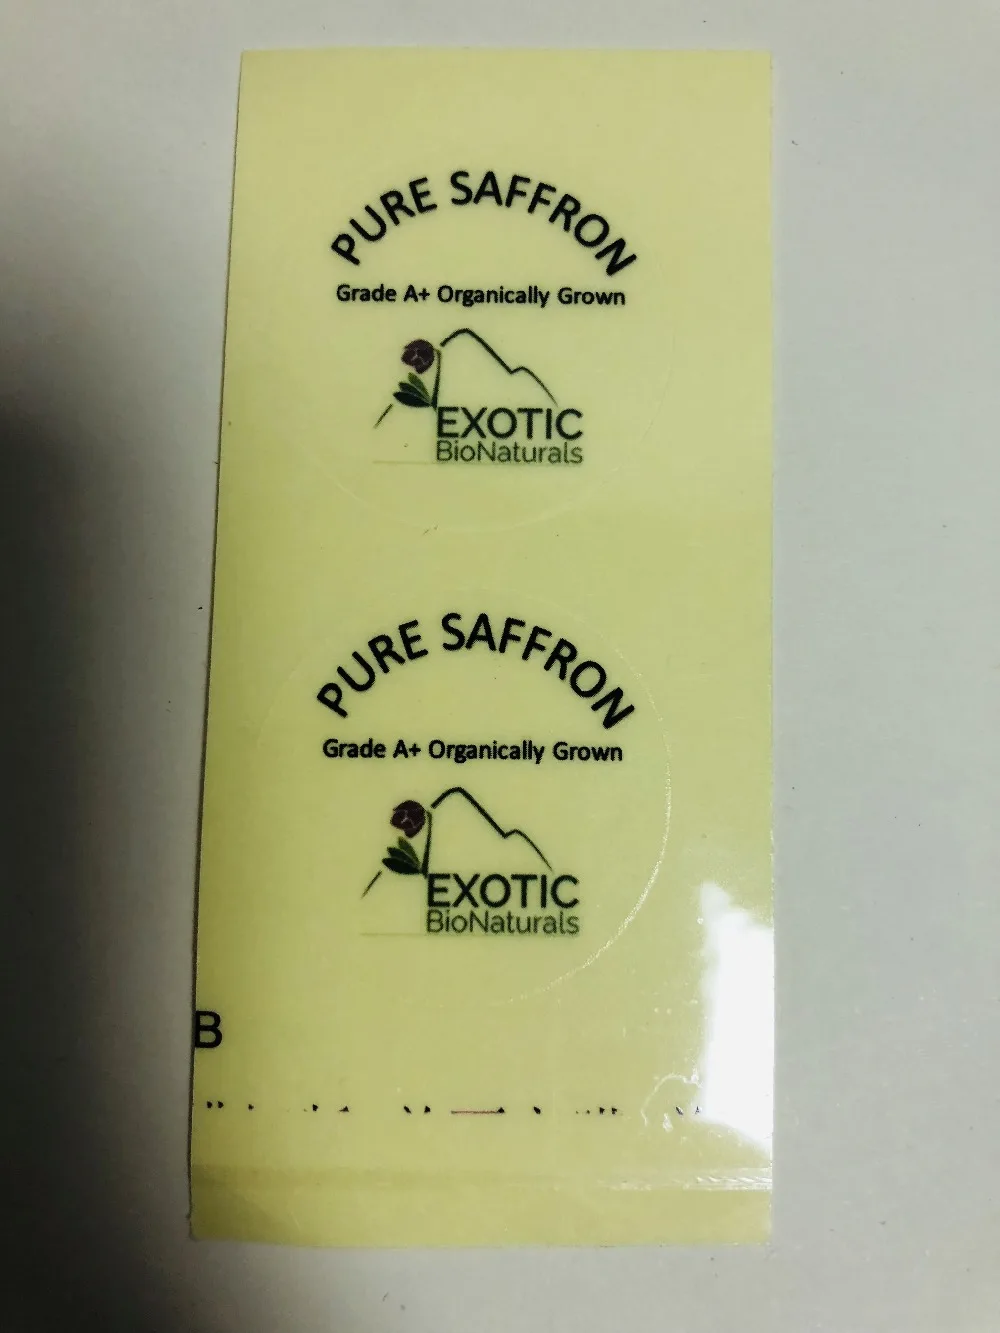 PURE SAFFRON
Grade A+ Organically Grown
EXOTIC
BioNaturals
PURE SAFFRON
Grade A+ Organically Grown
EXOTIC
BioNaturals
B